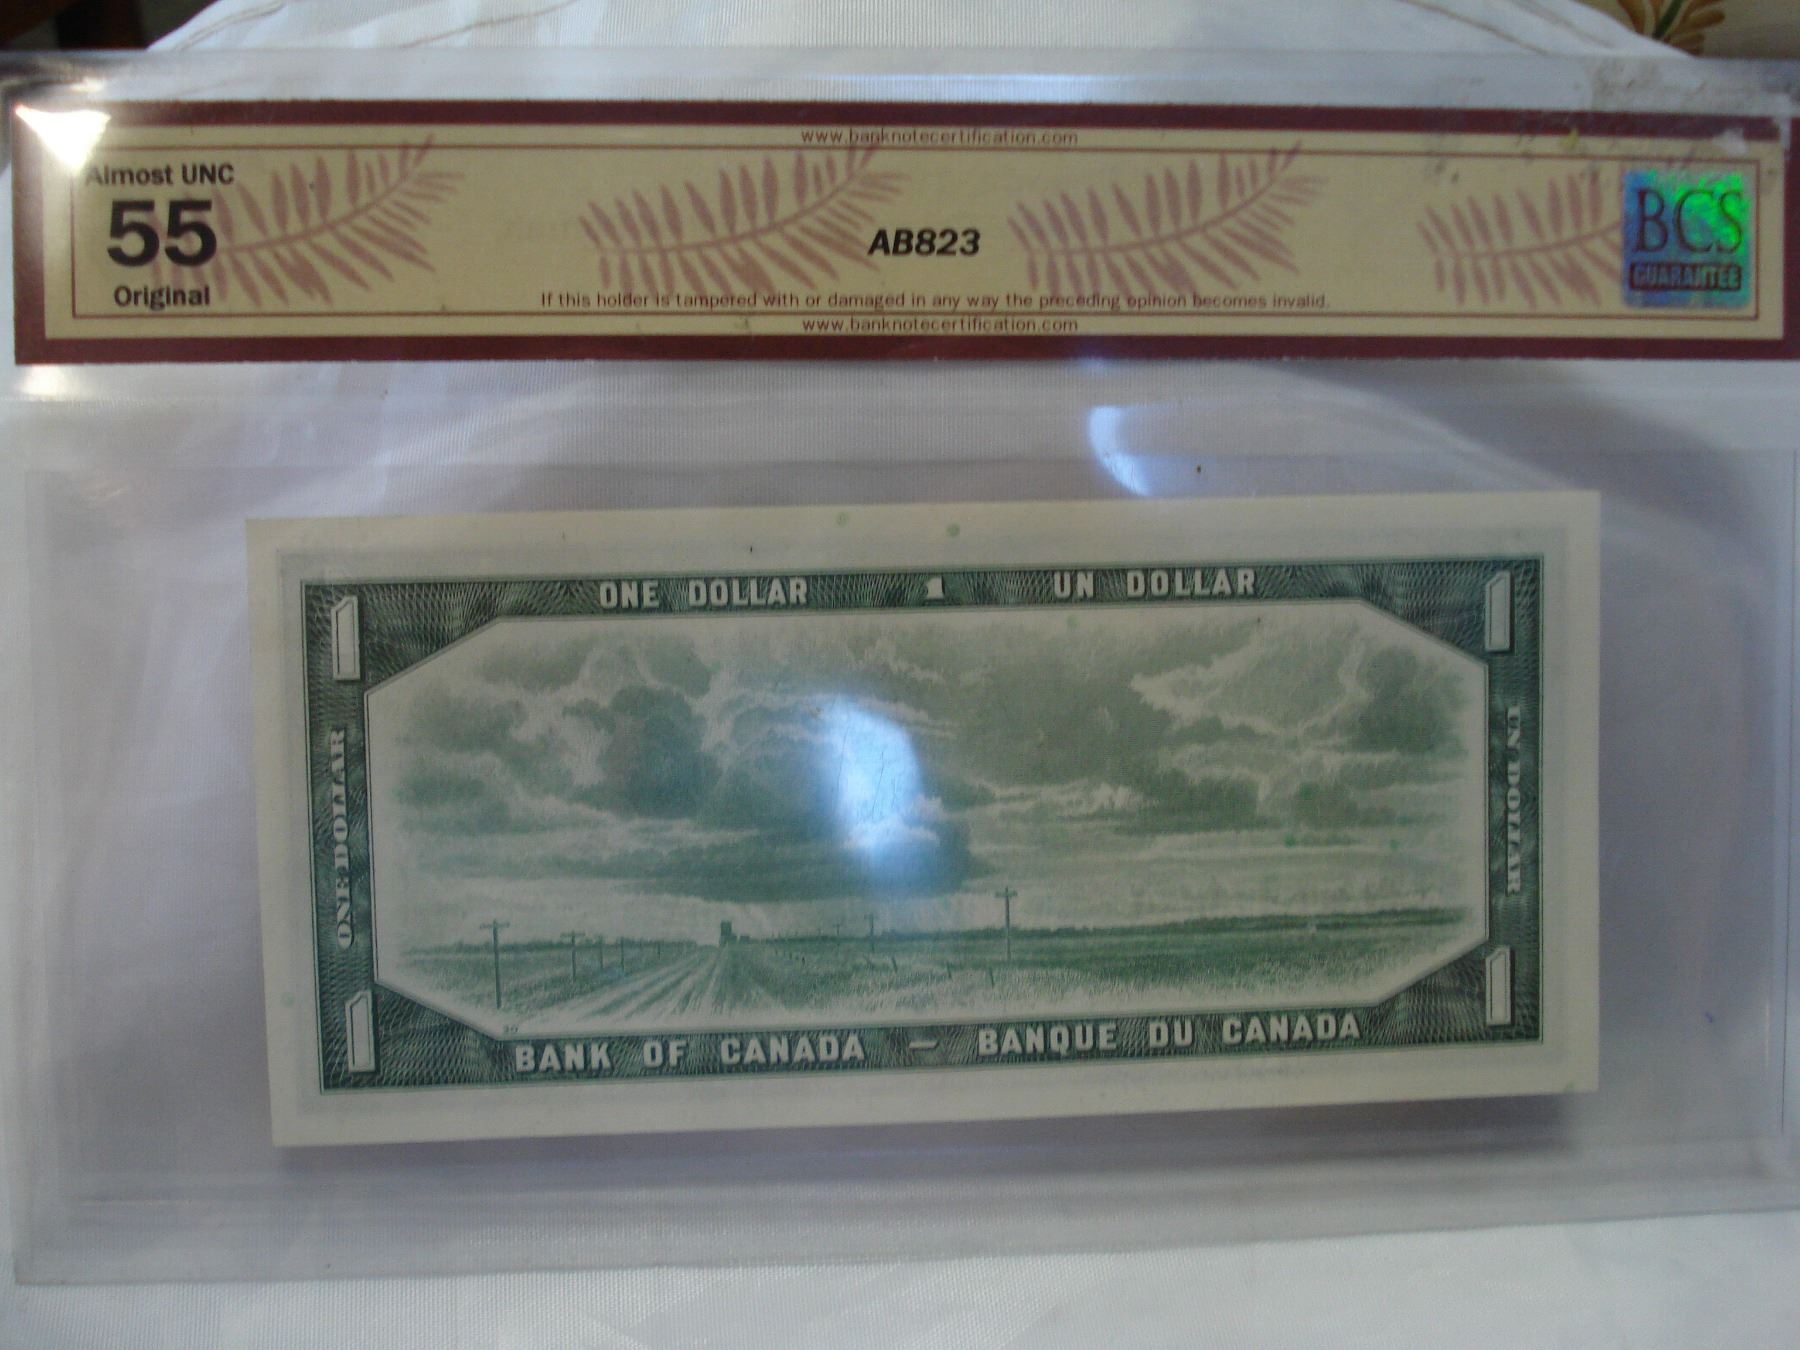 www.banknotecertification.com
Almost UNC
55
Original
AB823
BCS
GUARANTEE
If this holder is tampered with or damaged in any way the preceding opinion becomes invalid.
www.banknotecertification.com
ONE DOLLAR 1 UN DOLLAR
1 1
ONE DOLLAR
UN DOLLAR
1 1
BANK OF CANADA — BANQUE DU CANADA